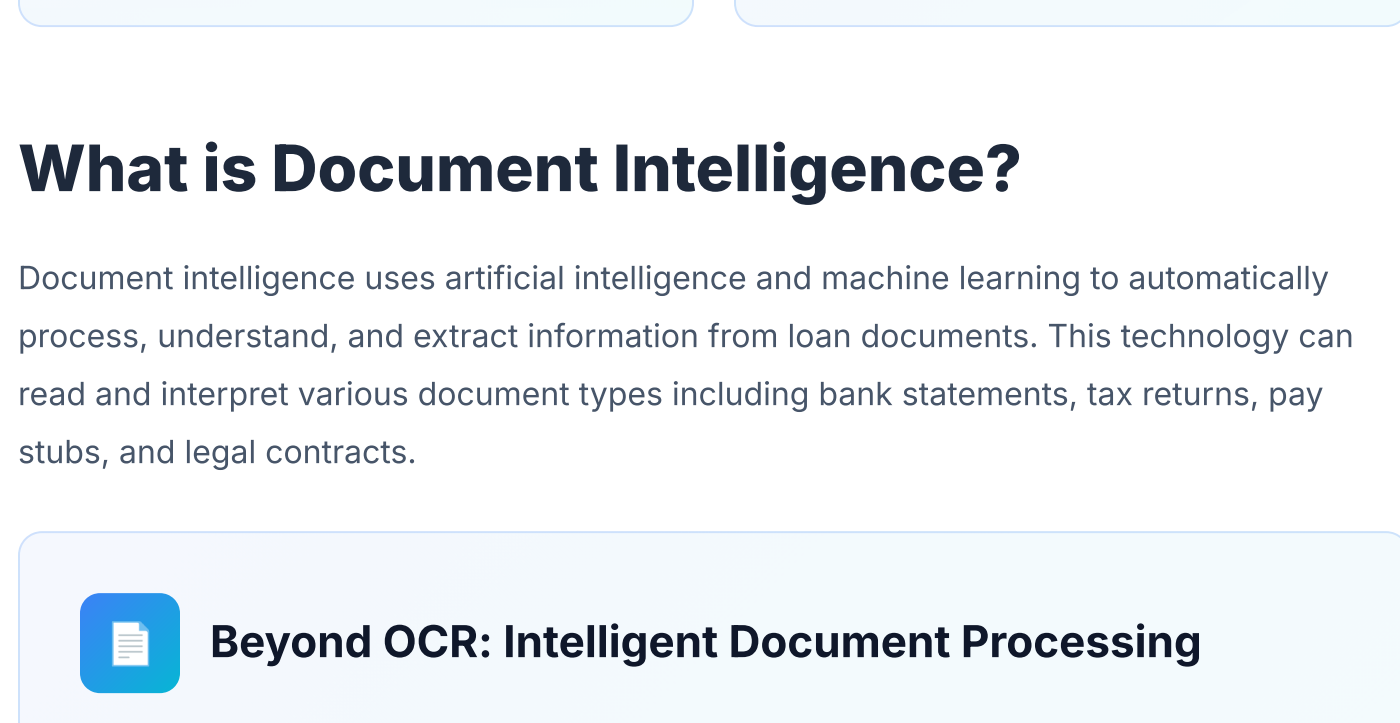 What is Document Intelligence?
Document intelligence uses artificial intelligence and machine learning to automatically
process, understand, and extract information from loan documents. This technology can
read and interpret various document types including bank statements, tax returns, pay
stubs, and legal contracts.
Beyond OCR: Intelligent Document Processing